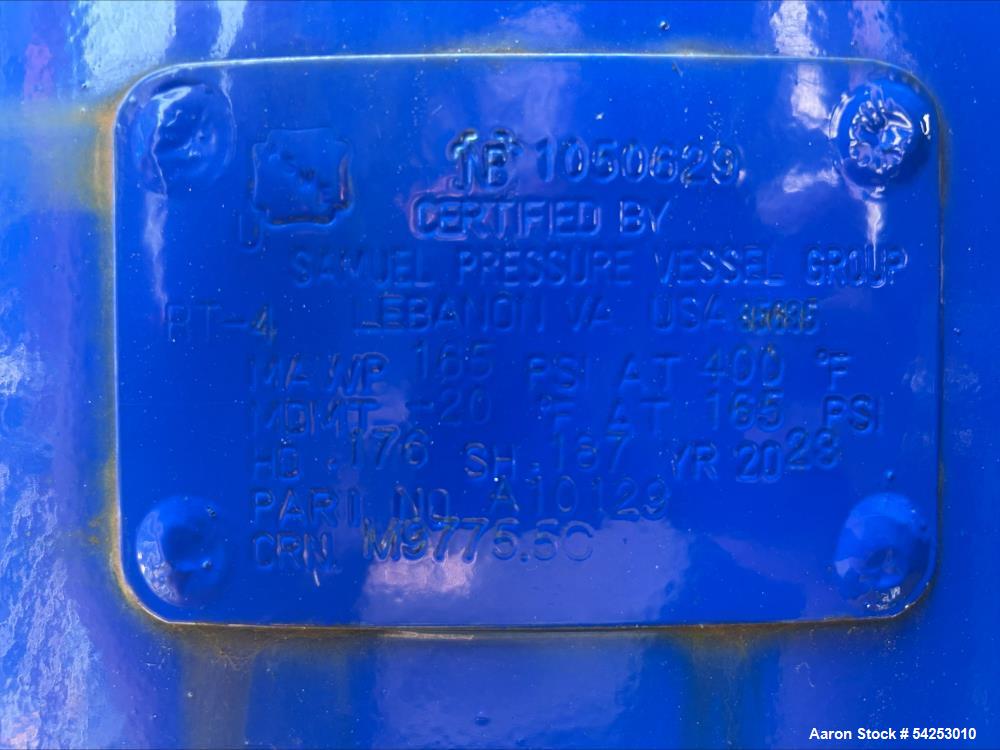 NB 1050629
CERTIFIED BY
SAMUEL PRESSURE VESSEL GROUP
RT-4 LEBANON VA USA
MAWP 165 PSI AT 400 °F
MDMT -20 °F AT 165 PSI
HD .176 SH .167 YR 2023
PART NO. A10129
CRN. M9775.5C
Aaron Stock # 54253010